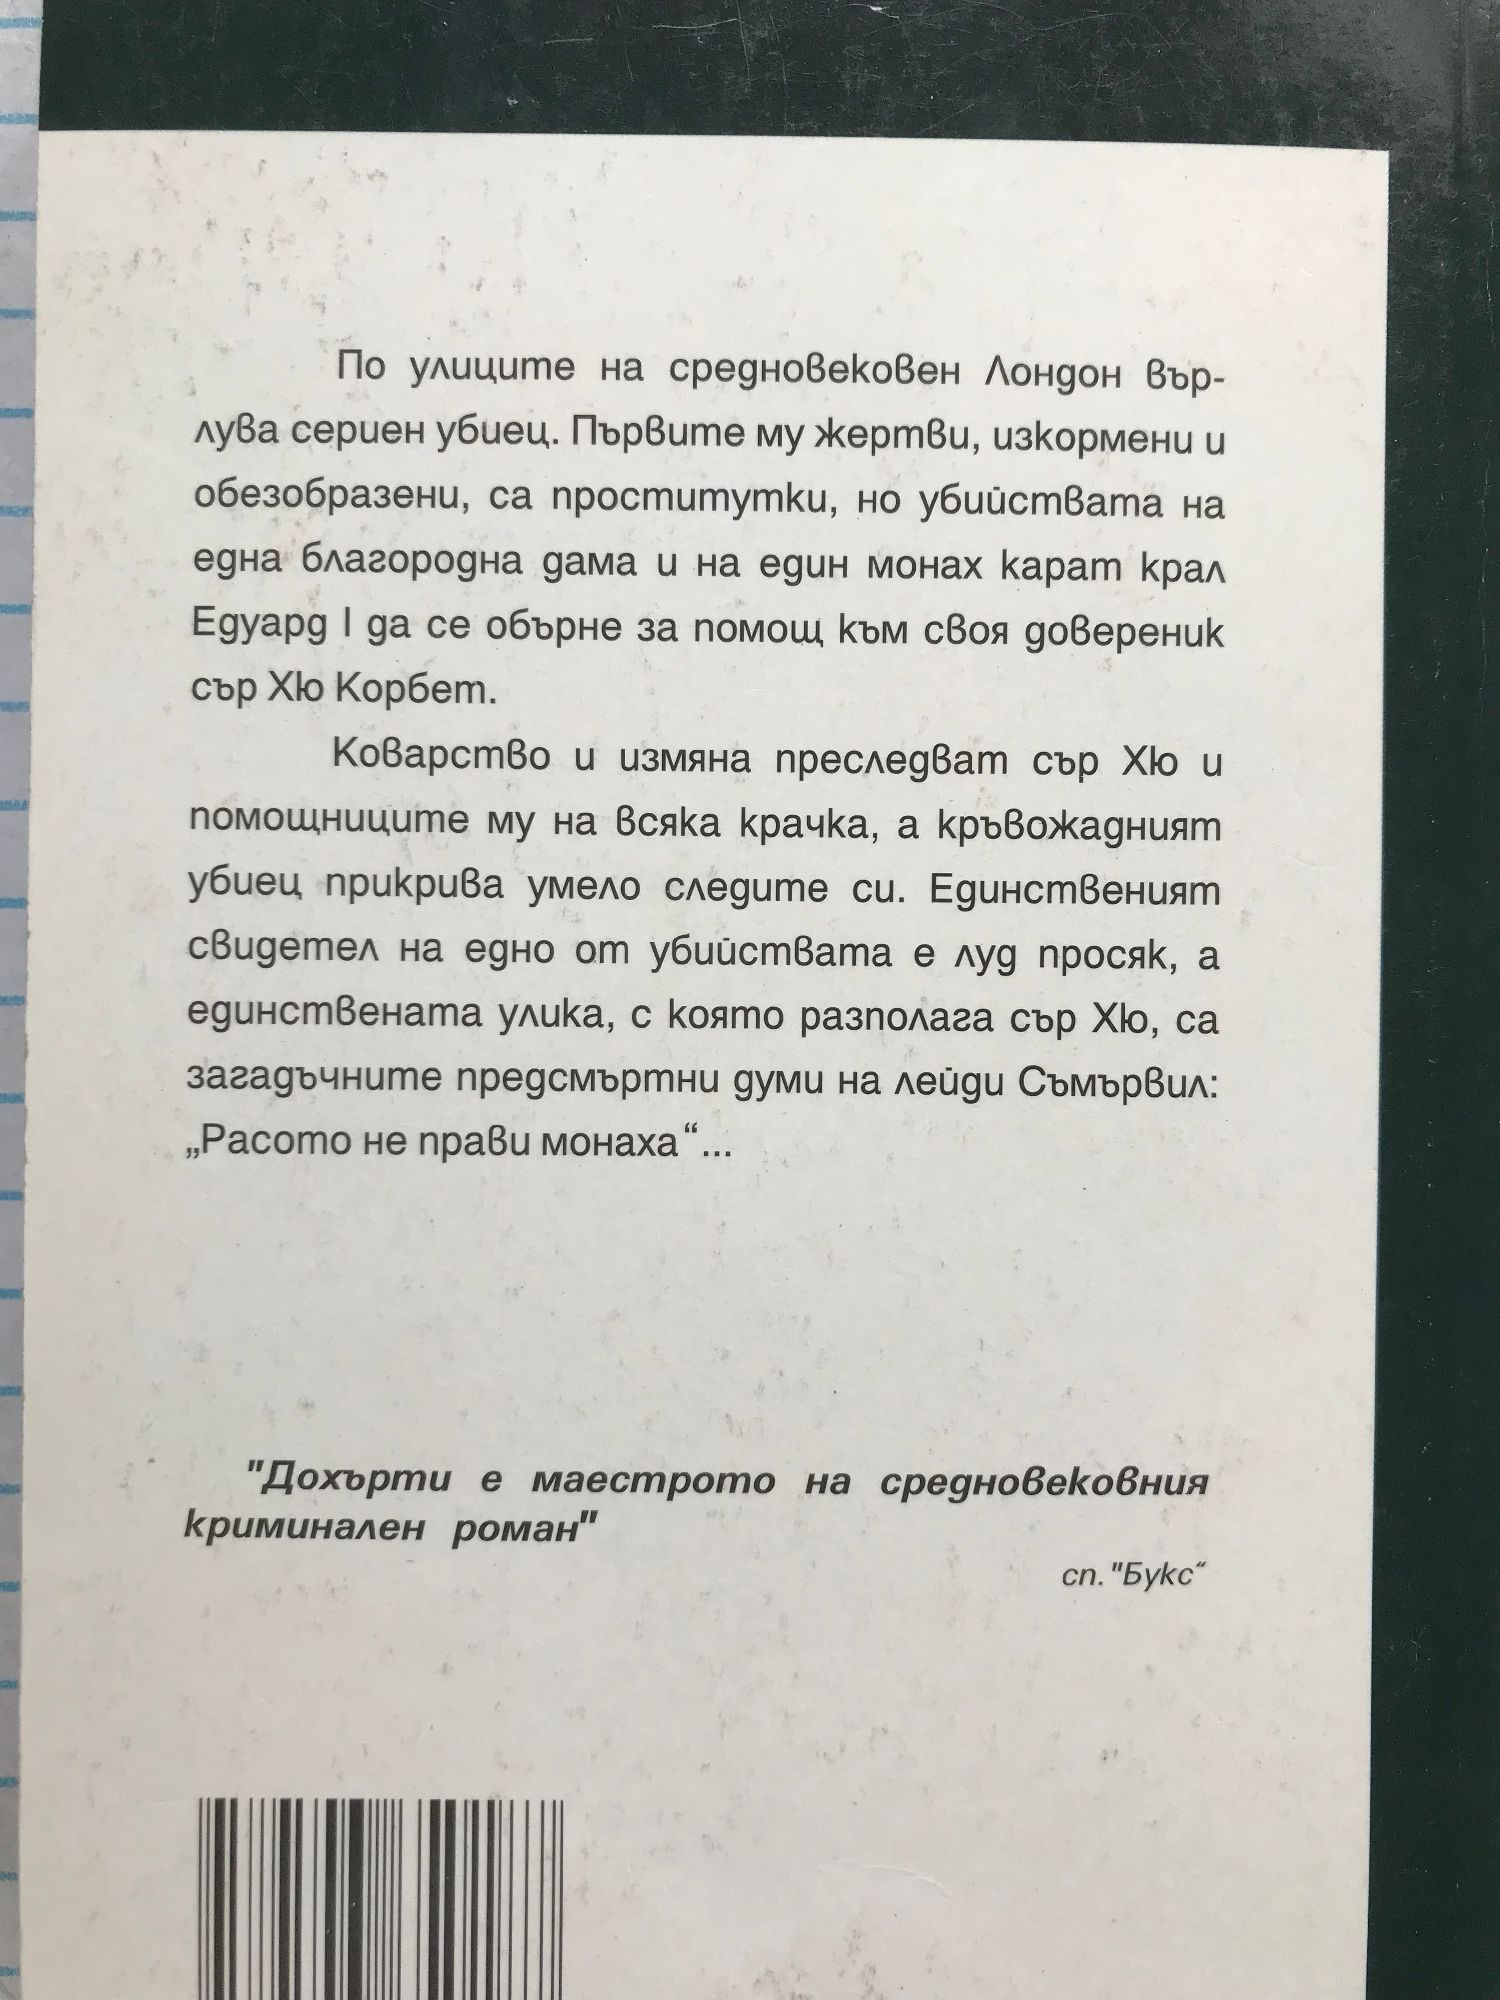 По улиците на средновековен Лондон вър-
лува сериен убиец. Първите му жертви, изкормени и
обезобразени, са проститутки, но убийствата на
една благородна дама и на един монах карат крал
Едуард I да се обърне за помощ към своя довереник
сър Хю Корбет.
Коварство и измяна преследват сър Хю и
помощниците му на всяка крачка, а кръвожадният
убиец прикрива умело следите си. Единственият
свидетел на едно от убийствата е луд просяк, а
единствената улика, с която разполага сър Хю, са
загадъчните предсмъртни думи на лейди Съмървил:
„Расото не прави монаха“...
"Дохърти е маестрото на средновековния
криминален роман"
сп. "Букс“